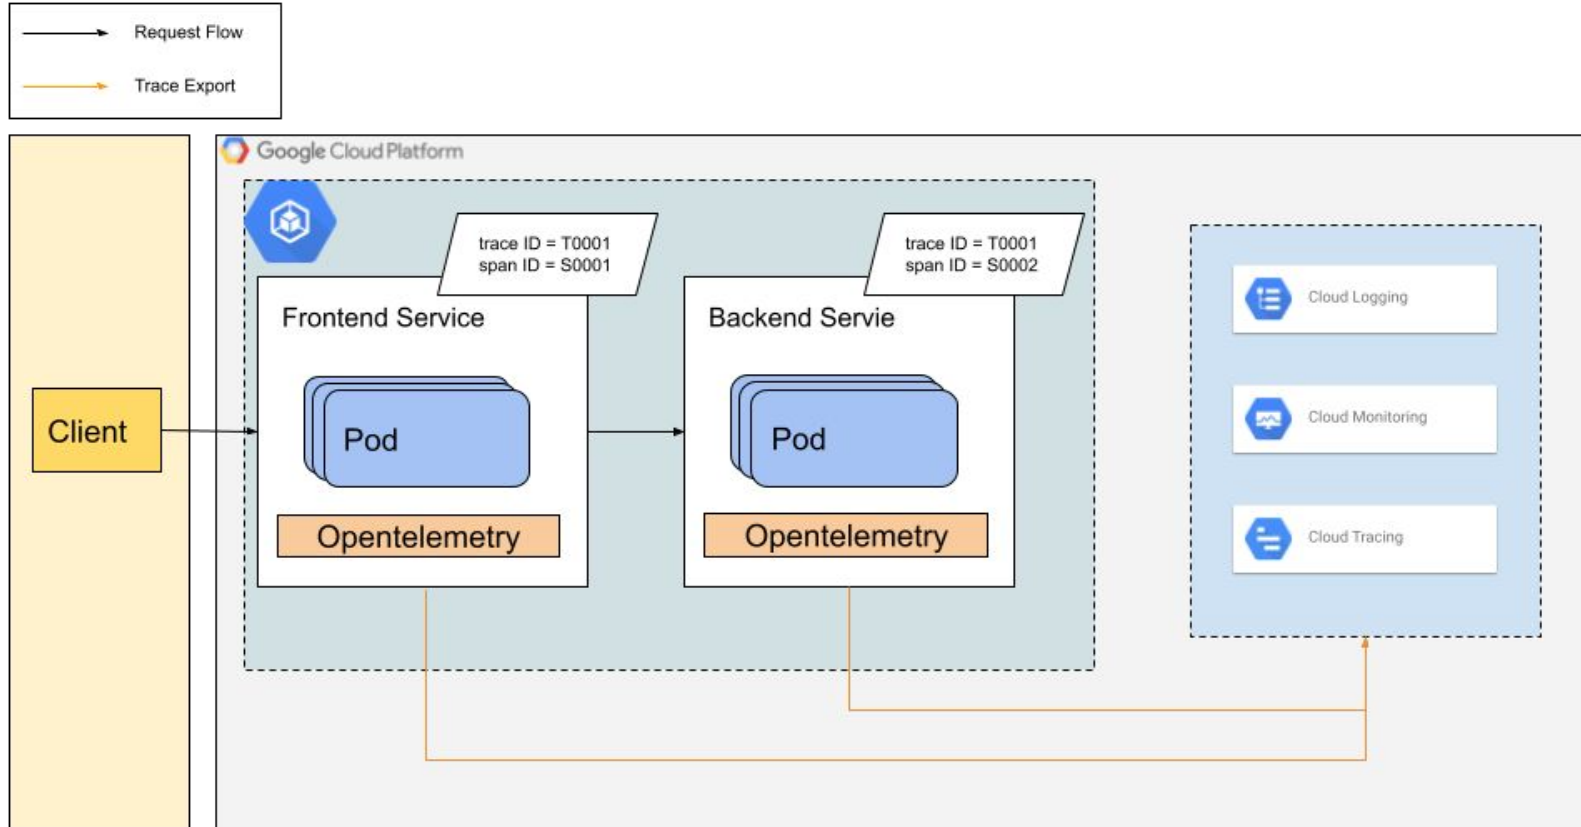 Request Flow
Trace Export
Google Cloud Platform
trace ID = T0001
span ID = S0001
trace ID = T0001
span ID = S0002
Frontend Service
Backend Servie
Cloud Logging
Cloud Monitoring
Cloud Tracing
Client
Pod
Pod
Opentelemetry
Opentelemetry